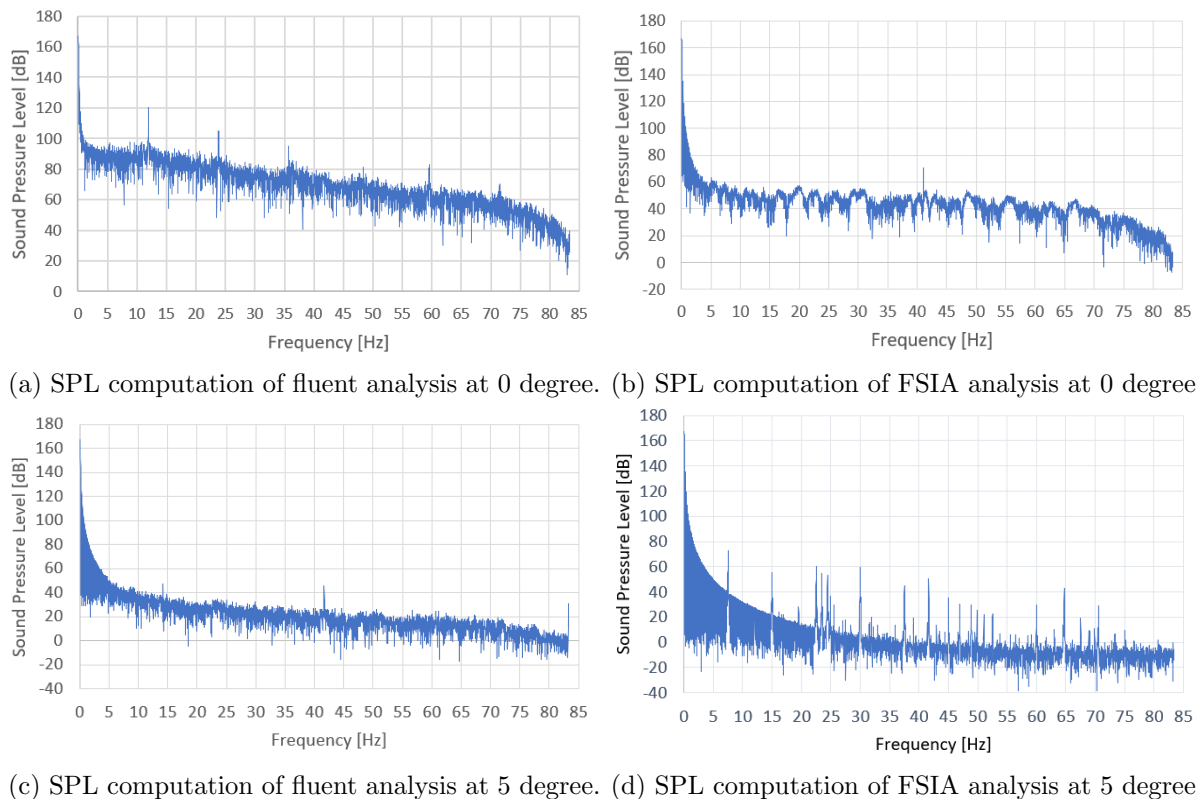 180
160
140
120
100
80
60
40
20
0
Sound Pressure Level [dB]
0 5 10 15 20 25 30 35 40 45 50 55 60 65 70 75 80 85
Frequency [Hz]
180
160
140
120
100
80
60
40
20
0
-20
Sound Pressure Level [dB]
0 5 10 15 20 25 30 35 40 45 50 55 60 65 70 75 80 85
Frequency [Hz]
(a) SPL computation of fluent analysis at 0 degree.
(b) SPL computation of FSIA analysis at 0 degree
180
160
140
120
100
80
60
40
20
0
-20
-40
Sound Pressure Level [dB]
0 5 10 15 20 25 30 35 40 45 50 55 60 65 70 75 80 85
Frequency [Hz]
180
160
140
120
100
80
60
40
20
0
-20
-40
Sound Pressure Level [dB]
0 5 10 15 20 25 30 35 40 45 50 55 60 65 70 75 80 85
Frequency [Hz]
(c) SPL computation of fluent analysis at 5 degree.
(d) SPL computation of FSIA analysis at 5 degree